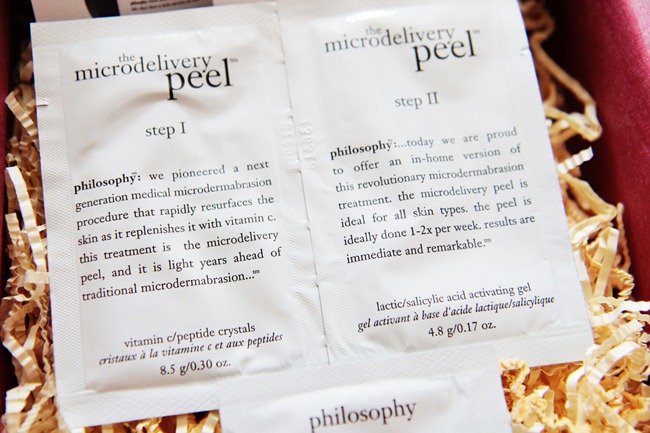 the
microdelivery
peel™
step I
philosophy: we pioneered a next
generation medical microdermabrasion
procedure that rapidly resurfaces the
skin as it replenishes it with vitamin c.
this treatment is the microdelivery
peel, and it is light years ahead of
traditional microdermabrasion...™
vitamin c/peptide crystals
cristaux à la vitamine c et aux peptides
8.5 g/0.30 oz.
the
microdelivery
peel™
step II
philosophy:...today we are proud
to offer an in-home version of
this revolutionary microdermabrasion
treatment. the microdelivery peel is
ideal for all skin types. the peel is
ideally done 1-2x per week. results are
immediate and remarkable.™
lactic/salicylic acid activating gel
gel activant à base d'acide lactique/salicylique
4.8 g/0.17 oz.
philosophy